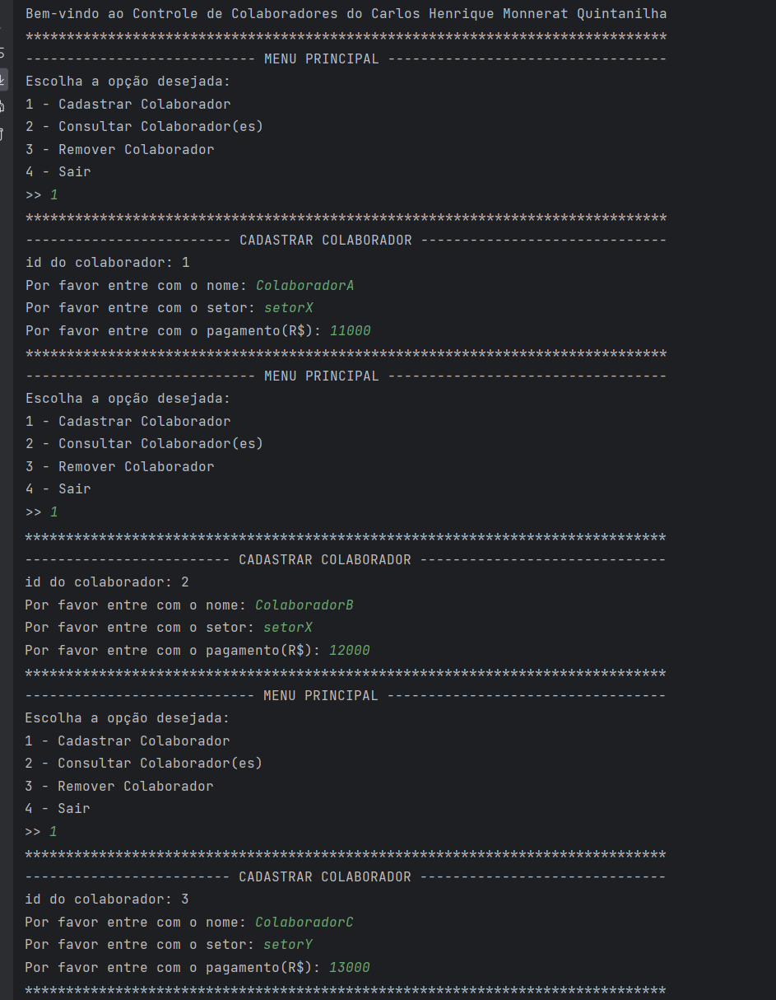 Bem-vindo ao Controle de Colaboradores do Carlos Henrique Monnerat Quintanilha
******************************************************************************
---------------------------- MENU PRINCIPAL ----------------------------------
Escolha a opção desejada:
1 - Cadastrar Colaborador
2 - Consultar Colaborador(es)
3 - Remover Colaborador
4 - Sair
>> 1
******************************************************************************
------------------------- CADASTRAR COLABORADOR ------------------------------
id do colaborador: 1
Por favor entre com o nome: ColaboradorA
Por favor entre com o setor: setorX
Por favor entre com o pagamento(R$): 11000
******************************************************************************
---------------------------- MENU PRINCIPAL ----------------------------------
Escolha a opção desejada:
1 - Cadastrar Colaborador
2 - Consultar Colaborador(es)
3 - Remover Colaborador
4 - Sair
>> 1
******************************************************************************
------------------------- CADASTRAR COLABORADOR ------------------------------
id do colaborador: 2
Por favor entre com o nome: ColaboradorB
Por favor entre com o setor: setorX
Por favor entre com o pagamento(R$): 12000
******************************************************************************
---------------------------- MENU PRINCIPAL ----------------------------------
Escolha a opção desejada:
1 - Cadastrar Colaborador
2 - Consultar Colaborador(es)
3 - Remover Colaborador
4 - Sair
>> 1
******************************************************************************
------------------------- CADASTRAR COLABORADOR ------------------------------
id do colaborador: 3
Por favor entre com o nome: ColaboradorC
Por favor entre com o setor: setorY
Por favor entre com o pagamento(R$): 13000
******************************************************************************